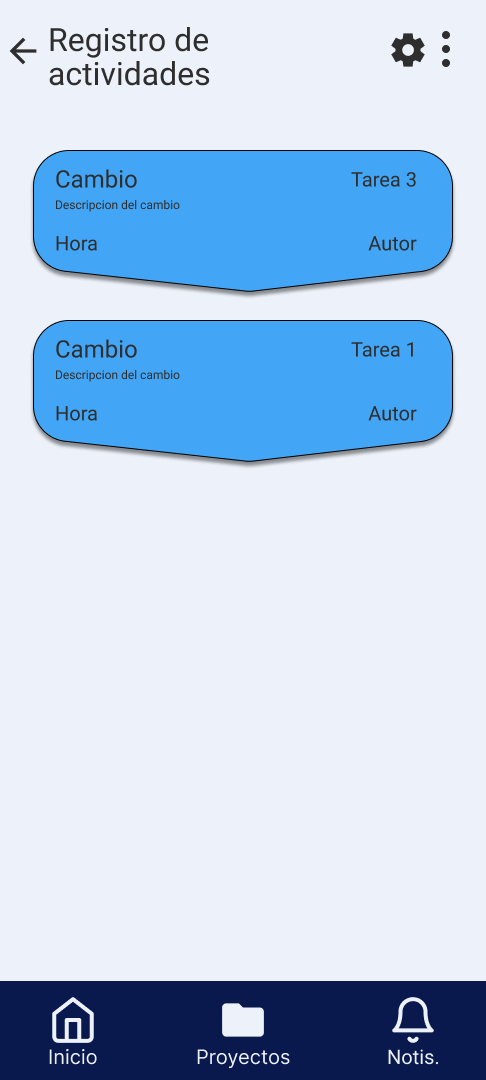 Registro de
actividades
Cambio
Tarea 3
Descripcion del cambio
Hora
Autor
Cambio
Tarea 1
Descripcion del cambio
Hora
Autor
Inicio
Proyectos
Notis.